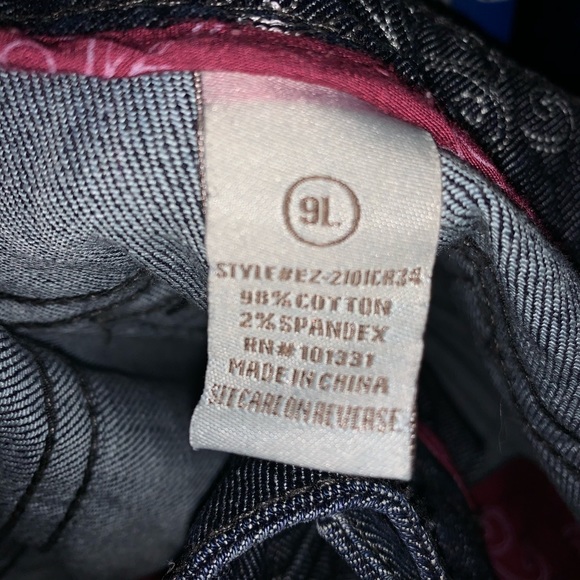 9L
STYLE#EZ-2101CR34
98%COTTON
2%SPANDEX
RN#101331
MADE IN CHINA
SEE CARE ON REVERSE